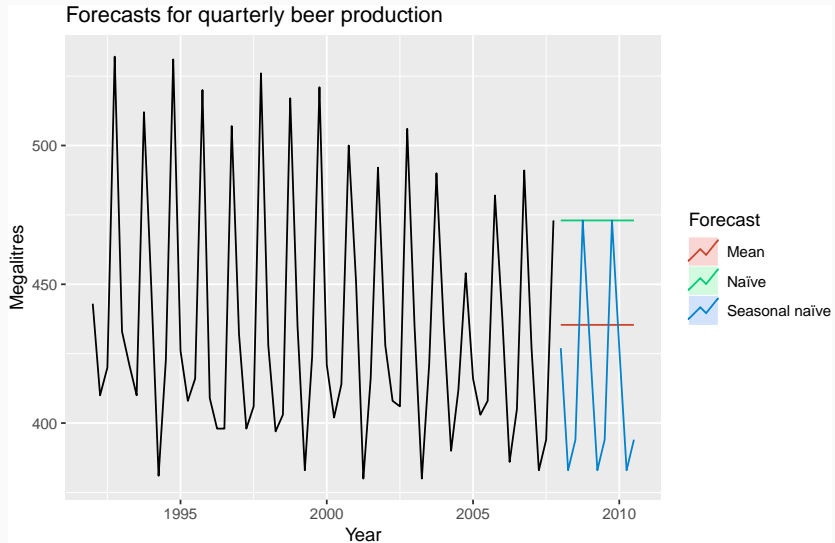 Forecasts for quarterly beer production
500
450
400
Megalitres
1995
2000
2005
2010
Year
Forecast
Mean
Naïve
Seasonal naïve